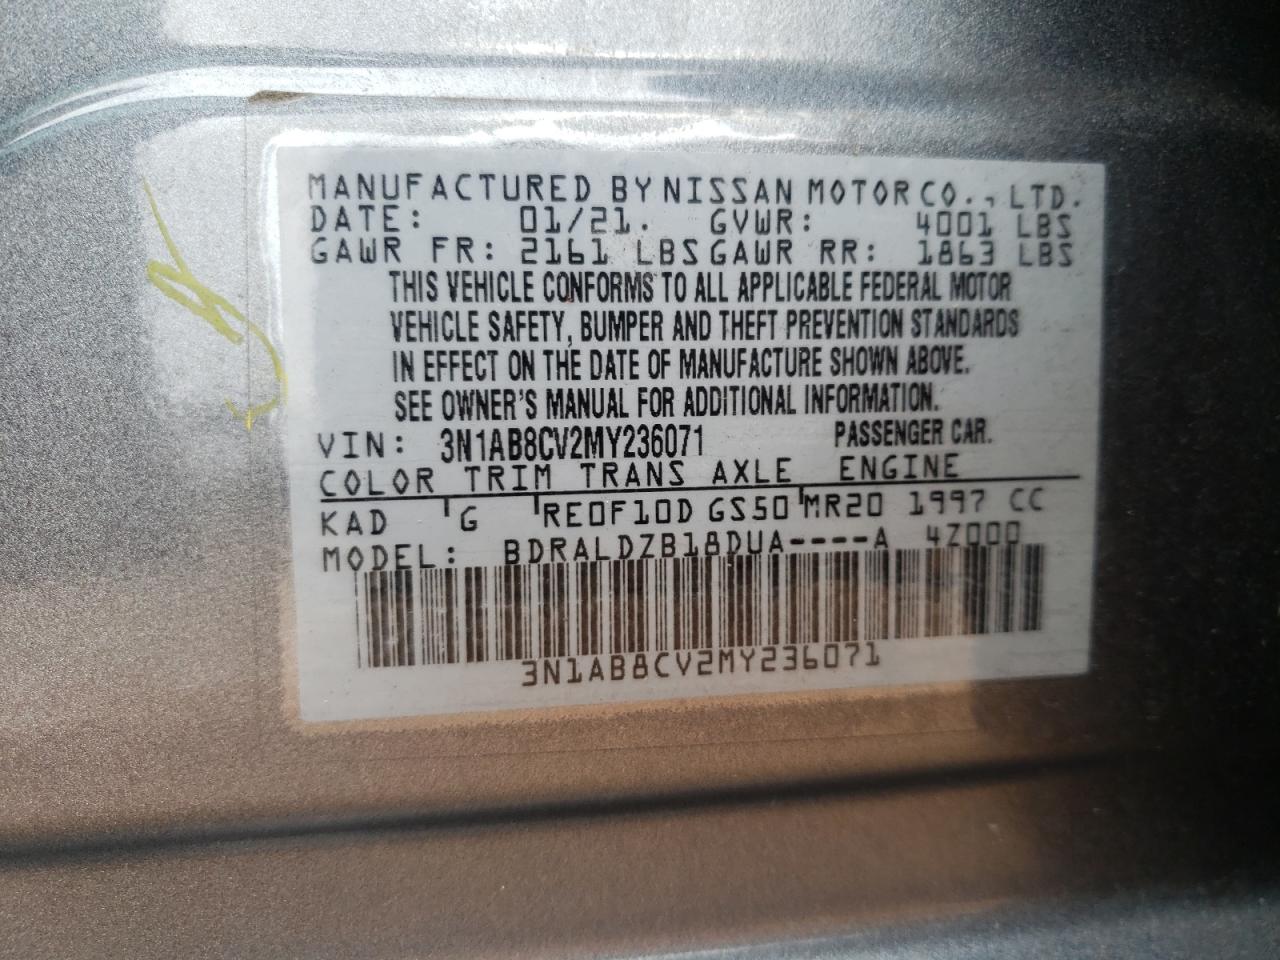 MANUFACTURED BY NISSAN MOTOR CO., LTD.
DATE: 01/21. GVWR: 4001 LBS
GAWR FR: 2161 LBS GAWR RR: 1863 LBS
THIS VEHICLE CONFORMS TO ALL APPLICABLE FEDERAL MOTOR
VEHICLE SAFETY, BUMPER AND THEFT PREVENTION STANDARDS
IN EFFECT ON THE DATE OF MANUFACTURE SHOWN ABOVE.
SEE OWNER'S MANUAL FOR ADDITIONAL INFORMATION.
VIN: 3N1AB8CV2MY236071 PASSENGER CAR.
COLOR TRIM TRANS AXLE ENGINE
KAD G RE0F10D GS50 MR20 1997 CC
MODEL: BDRALDZB18DUA----A 4Z000
3N1AB8CV2MY236071